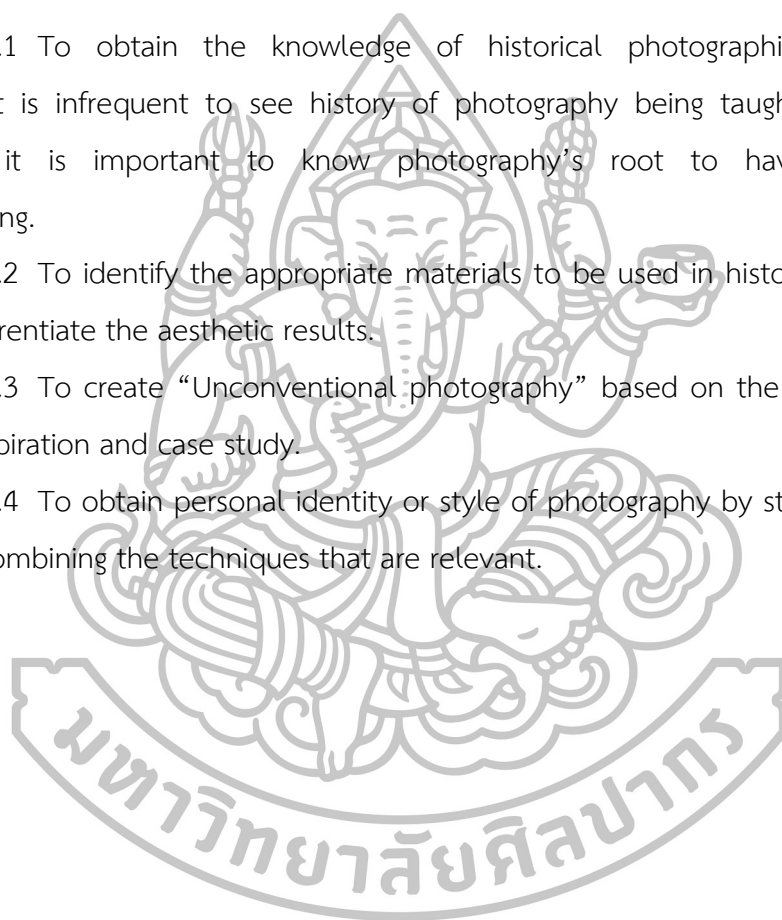 .1 To obtain the knowledge of historical photographi
t is infrequent to see history of photography being taugh
it is important to know photography's root to hav
ng.
.2 To identify the appropriate materials to be used in histo
rentiate the aesthetic results.
.3 To create “Unconventional photography” based on the
piration and case study.
.4 To obtain personal identity or style of photography by st
ombining the techniques that are relevant.
มหาวิทยาลัยศิลปากร